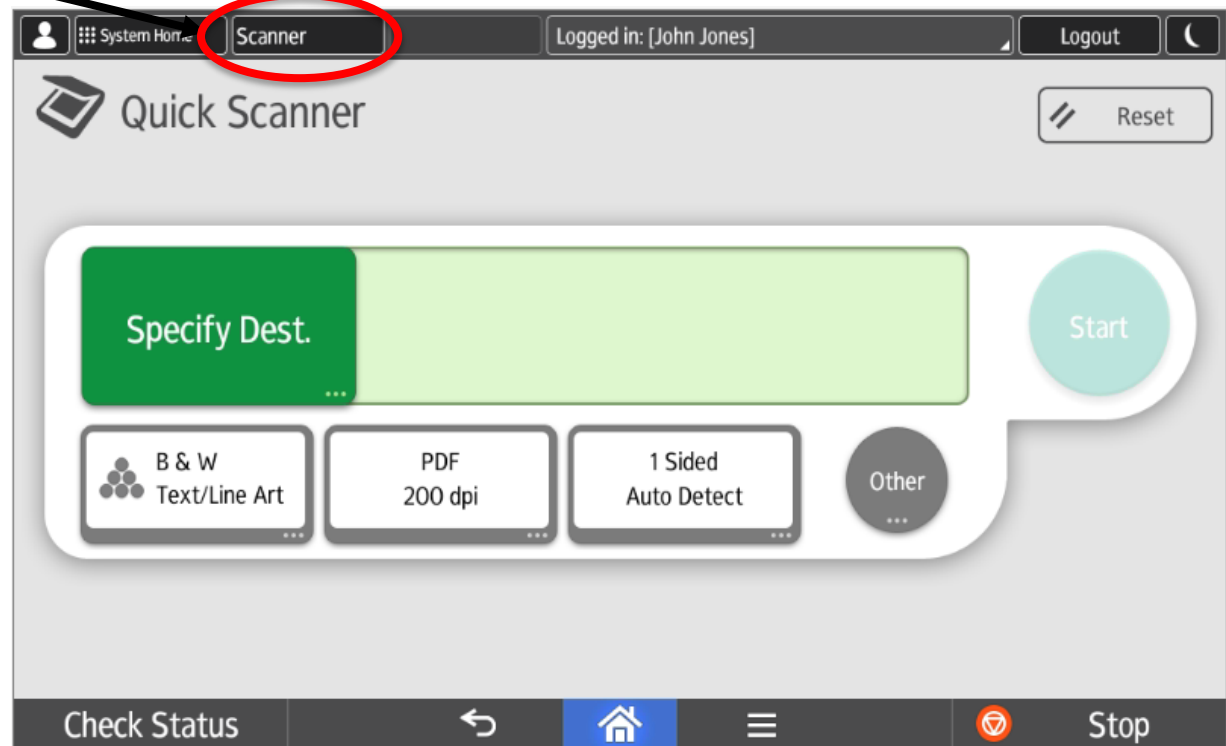 System Home
Scanner
Logged in: [John Jones]
Logout
Quick Scanner
Reset
Specify Dest.
Start
B & W
Text/Line Art
PDF
200 dpi
1 Sided
Auto Detect
Other
Check Status
Stop